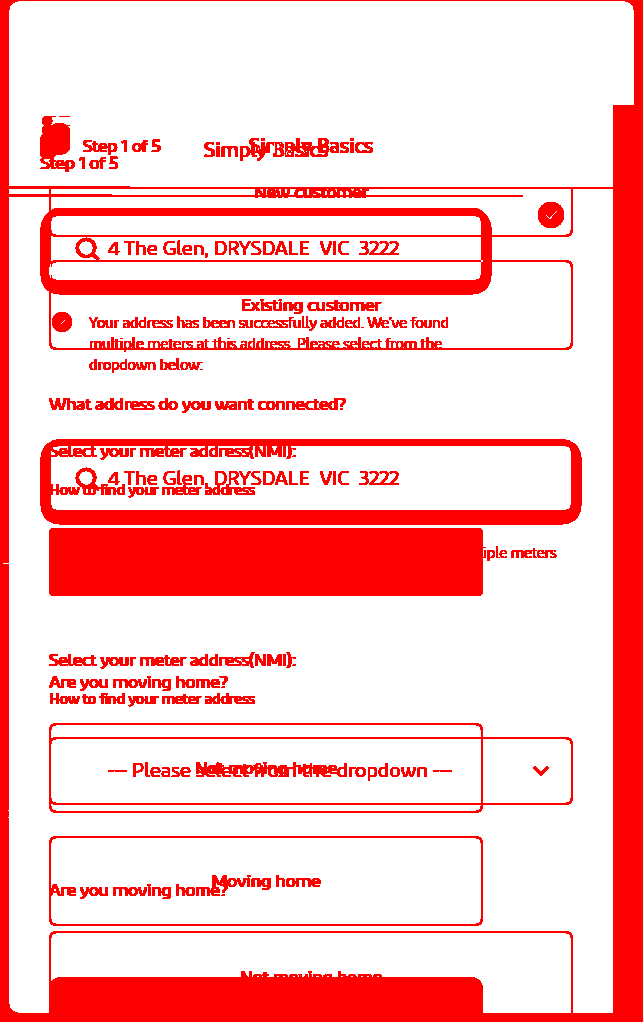 Step 1 of 5
Simply Basics
Simply Basics
Step 1 of 5
New customer
4 The Glen, DRYSDALE VIC 3222
Existing customer
Your address has been successfully added. We've found
multiple meters at this address. Please select from the
dropdown below:
What address do you want connected?
Select your meter address(NMI):
4 The Glen, DRYSDALE VIC 3222
How to find your meter address
iple meters
Select your meter address(NMI):
Are you moving home?
How to find your meter address
Not moving home
--- Please select from the dropdown ---
Moving home
Are you moving home?
Not moving home